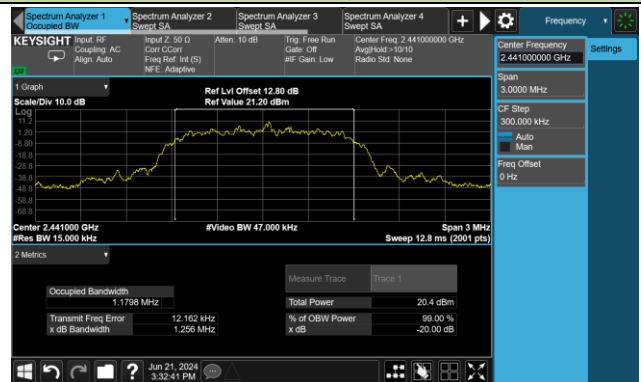 Spectrum Analyzer 1
Occupied BW
Spectrum Analyzer 2
Swept SA
Spectrum Analyzer 3
Swept SA
Spectrum Analyzer 4
Swept SA
Frequency
KEYSIGHT
Input: RF
Coupling: AC
Align: Auto
Input Z: 50 Ω
Corr CCorr
Freq Ref: Int (S)
NFE: Adaptive
Atten: 10 dB
Trig: Free Run
Gate: Off
#IF Gain: Low
Center Freq: 2.441000000 GHz
Avg|Hold:>10/10
Radio Std: None
Center Frequency
2.441000000 GHz
Settings
Span
3.0000 MHz
CF Step
300.000 kHz
Auto
Man
Freq Offset
0 Hz
1 Graph
Scale/Div 10.0 dB
Ref Lvl Offset 12.80 dB
Ref Value 21.20 dBm
Log
11.2
1.20
-8.80
-18.8
-28.8
-38.8
-48.8
-58.8
-68.8
Center 2.441000 GHz
#Res BW 15.000 kHz
#Video BW 47.000 kHz
Span 3 MHz
Sweep 12.8 ms (2001 pts)
2 Metrics
Measure Trace
Trace 1
Occupied Bandwidth
1.1798 MHz
Total Power
20.4 dBm
Transmit Freq Error
12.162 kHz
% of OBW Power
99.00 %
x dB Bandwidth
1.256 MHz
x dB
-20.00 dB
Jun 21, 2024
3:32:41 PM